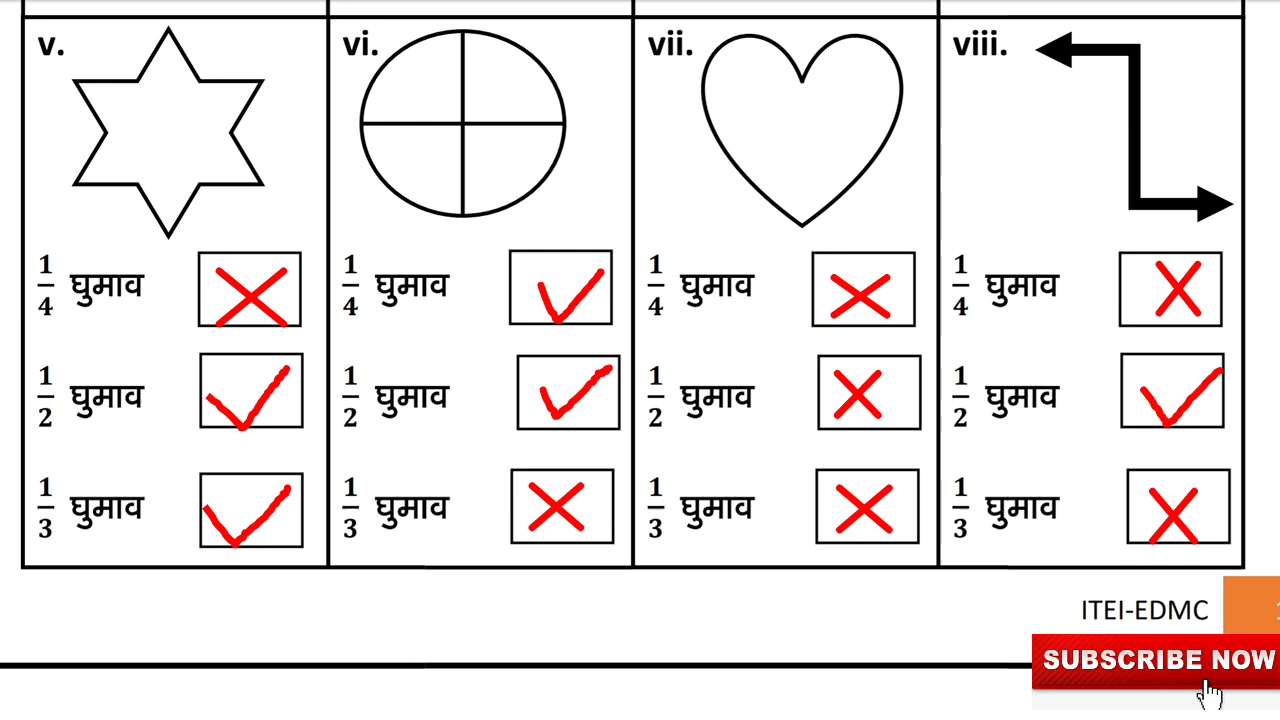 v. vi. vii. viii.
1/4 घुमाव 1/4 घुमाव 1/4 घुमाव 1/4 घुमाव
1/2 घुमाव 1/2 घुमाव 1/2 घुमाव 1/2 घुमाव
1/3 घुमाव 1/3 घुमाव 1/3 घुमाव 1/3 घुमाव
ITEI-EDMC
SUBSCRIBE NOW